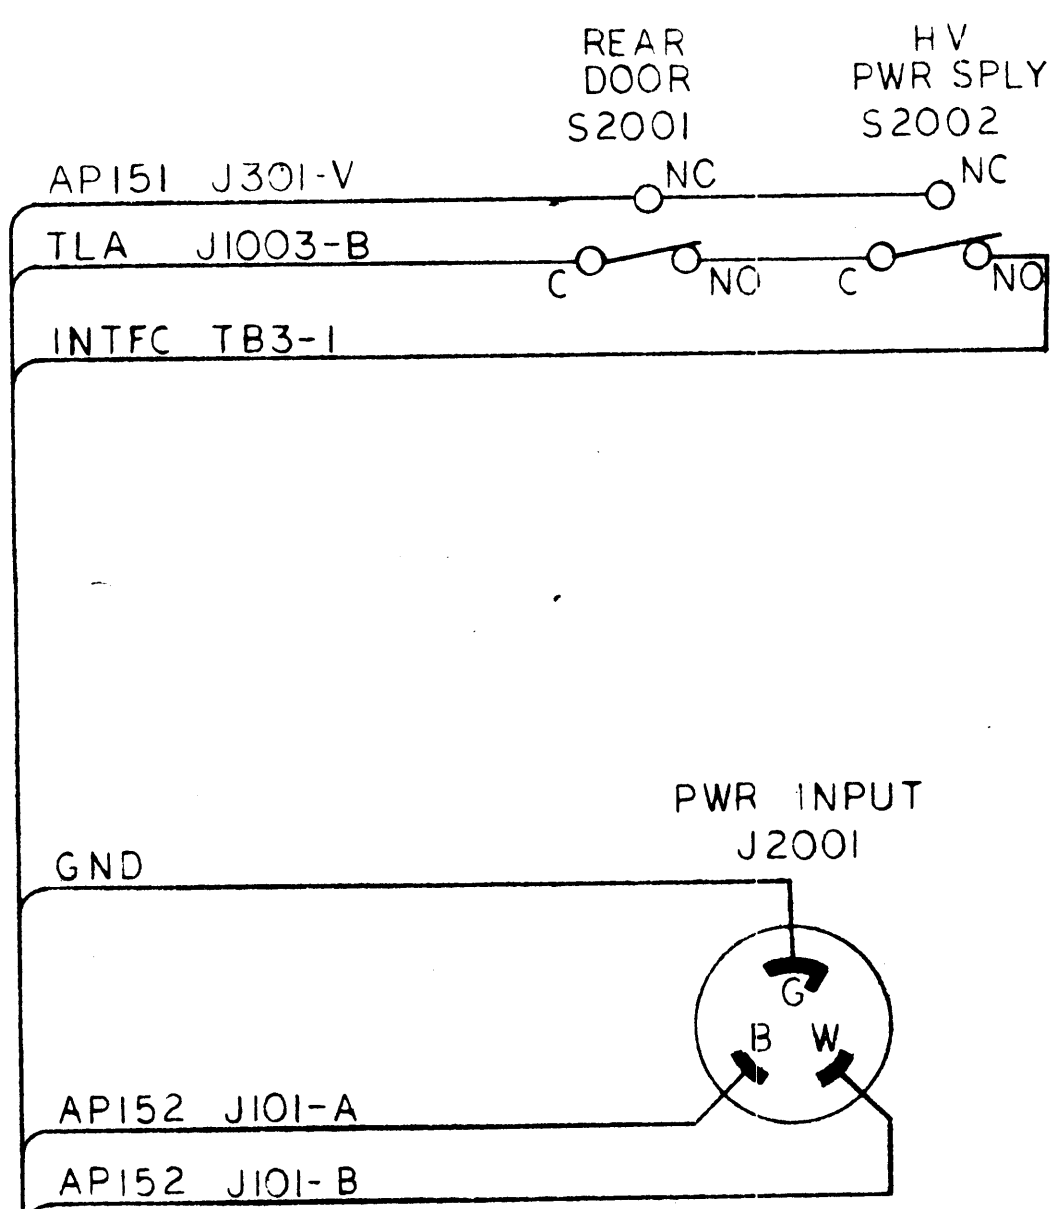 REAR
DOOR
S2001
HV
PWR SPLY
S2002
AP151 J301-V
NC
NC
TLA J1003-B
C
NO
C
NO
INTFC TB3-1
PWR INPUT
J2001
GND
G
B
W
AP152 J101-A
AP152 J101-B